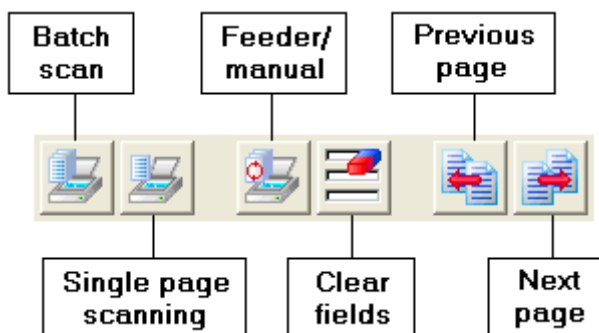 Batch
scan
Feeder/
manual
Previous
page
Single page
scanning
Clear
fields
Next
page